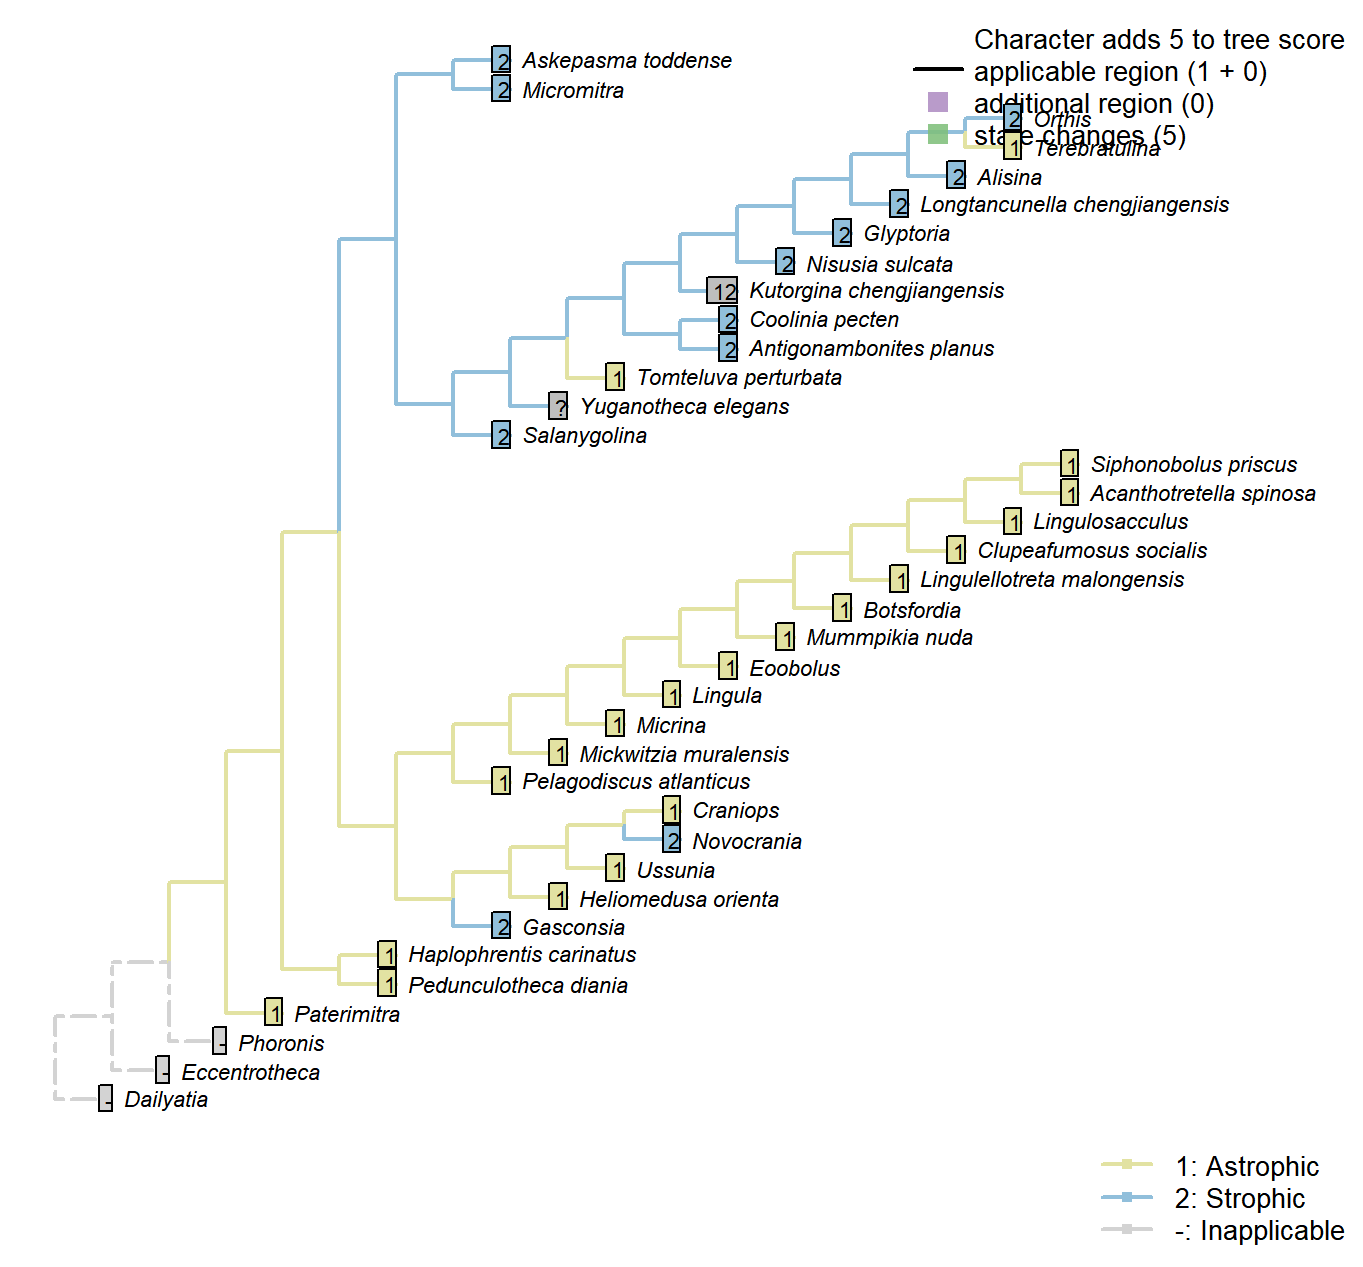 Character adds 5 to tree score
applicable region (1 + 0)
additional region (0)
state changes (5)
2 Askepasma toddense
2 Micromitra
2 Orthis
1 Terebratulina
2 Alisina
2 Longtancunella chengjiangensis
2 Glyptoria
2 Nisusia sulcata
12 Kutorgina chengjiangensis
2 Coolinia pecten
2 Antigonambonites planus
1 Tomteluva perturbata
? Yuganotheca elegans
2 Salanygolina
1 Siphonobolus priscus
1 Acanthotretella spinosa
1 Lingulosacculus
1 Clupeafumosus socialis
1 Lingulellotreta malongensis
1 Botsfordia
1 Mummpikia nuda
1 Eoobolus
1 Lingula
1 Micrina
1 Mickwitzia muralensis
1 Pelagodiscus atlanticus
1 Craniops
2 Novocrania
1 Ussunia
1 Heliomedusa orienta
2 Gasconsia
1 Haplophrentis carinatus
1 Pedunculotheca diania
1 Paterimitra
- Phoronis
- Eccentrotheca
- Dailyatia
1: Astrophic
2: Strophic
-: Inapplicable